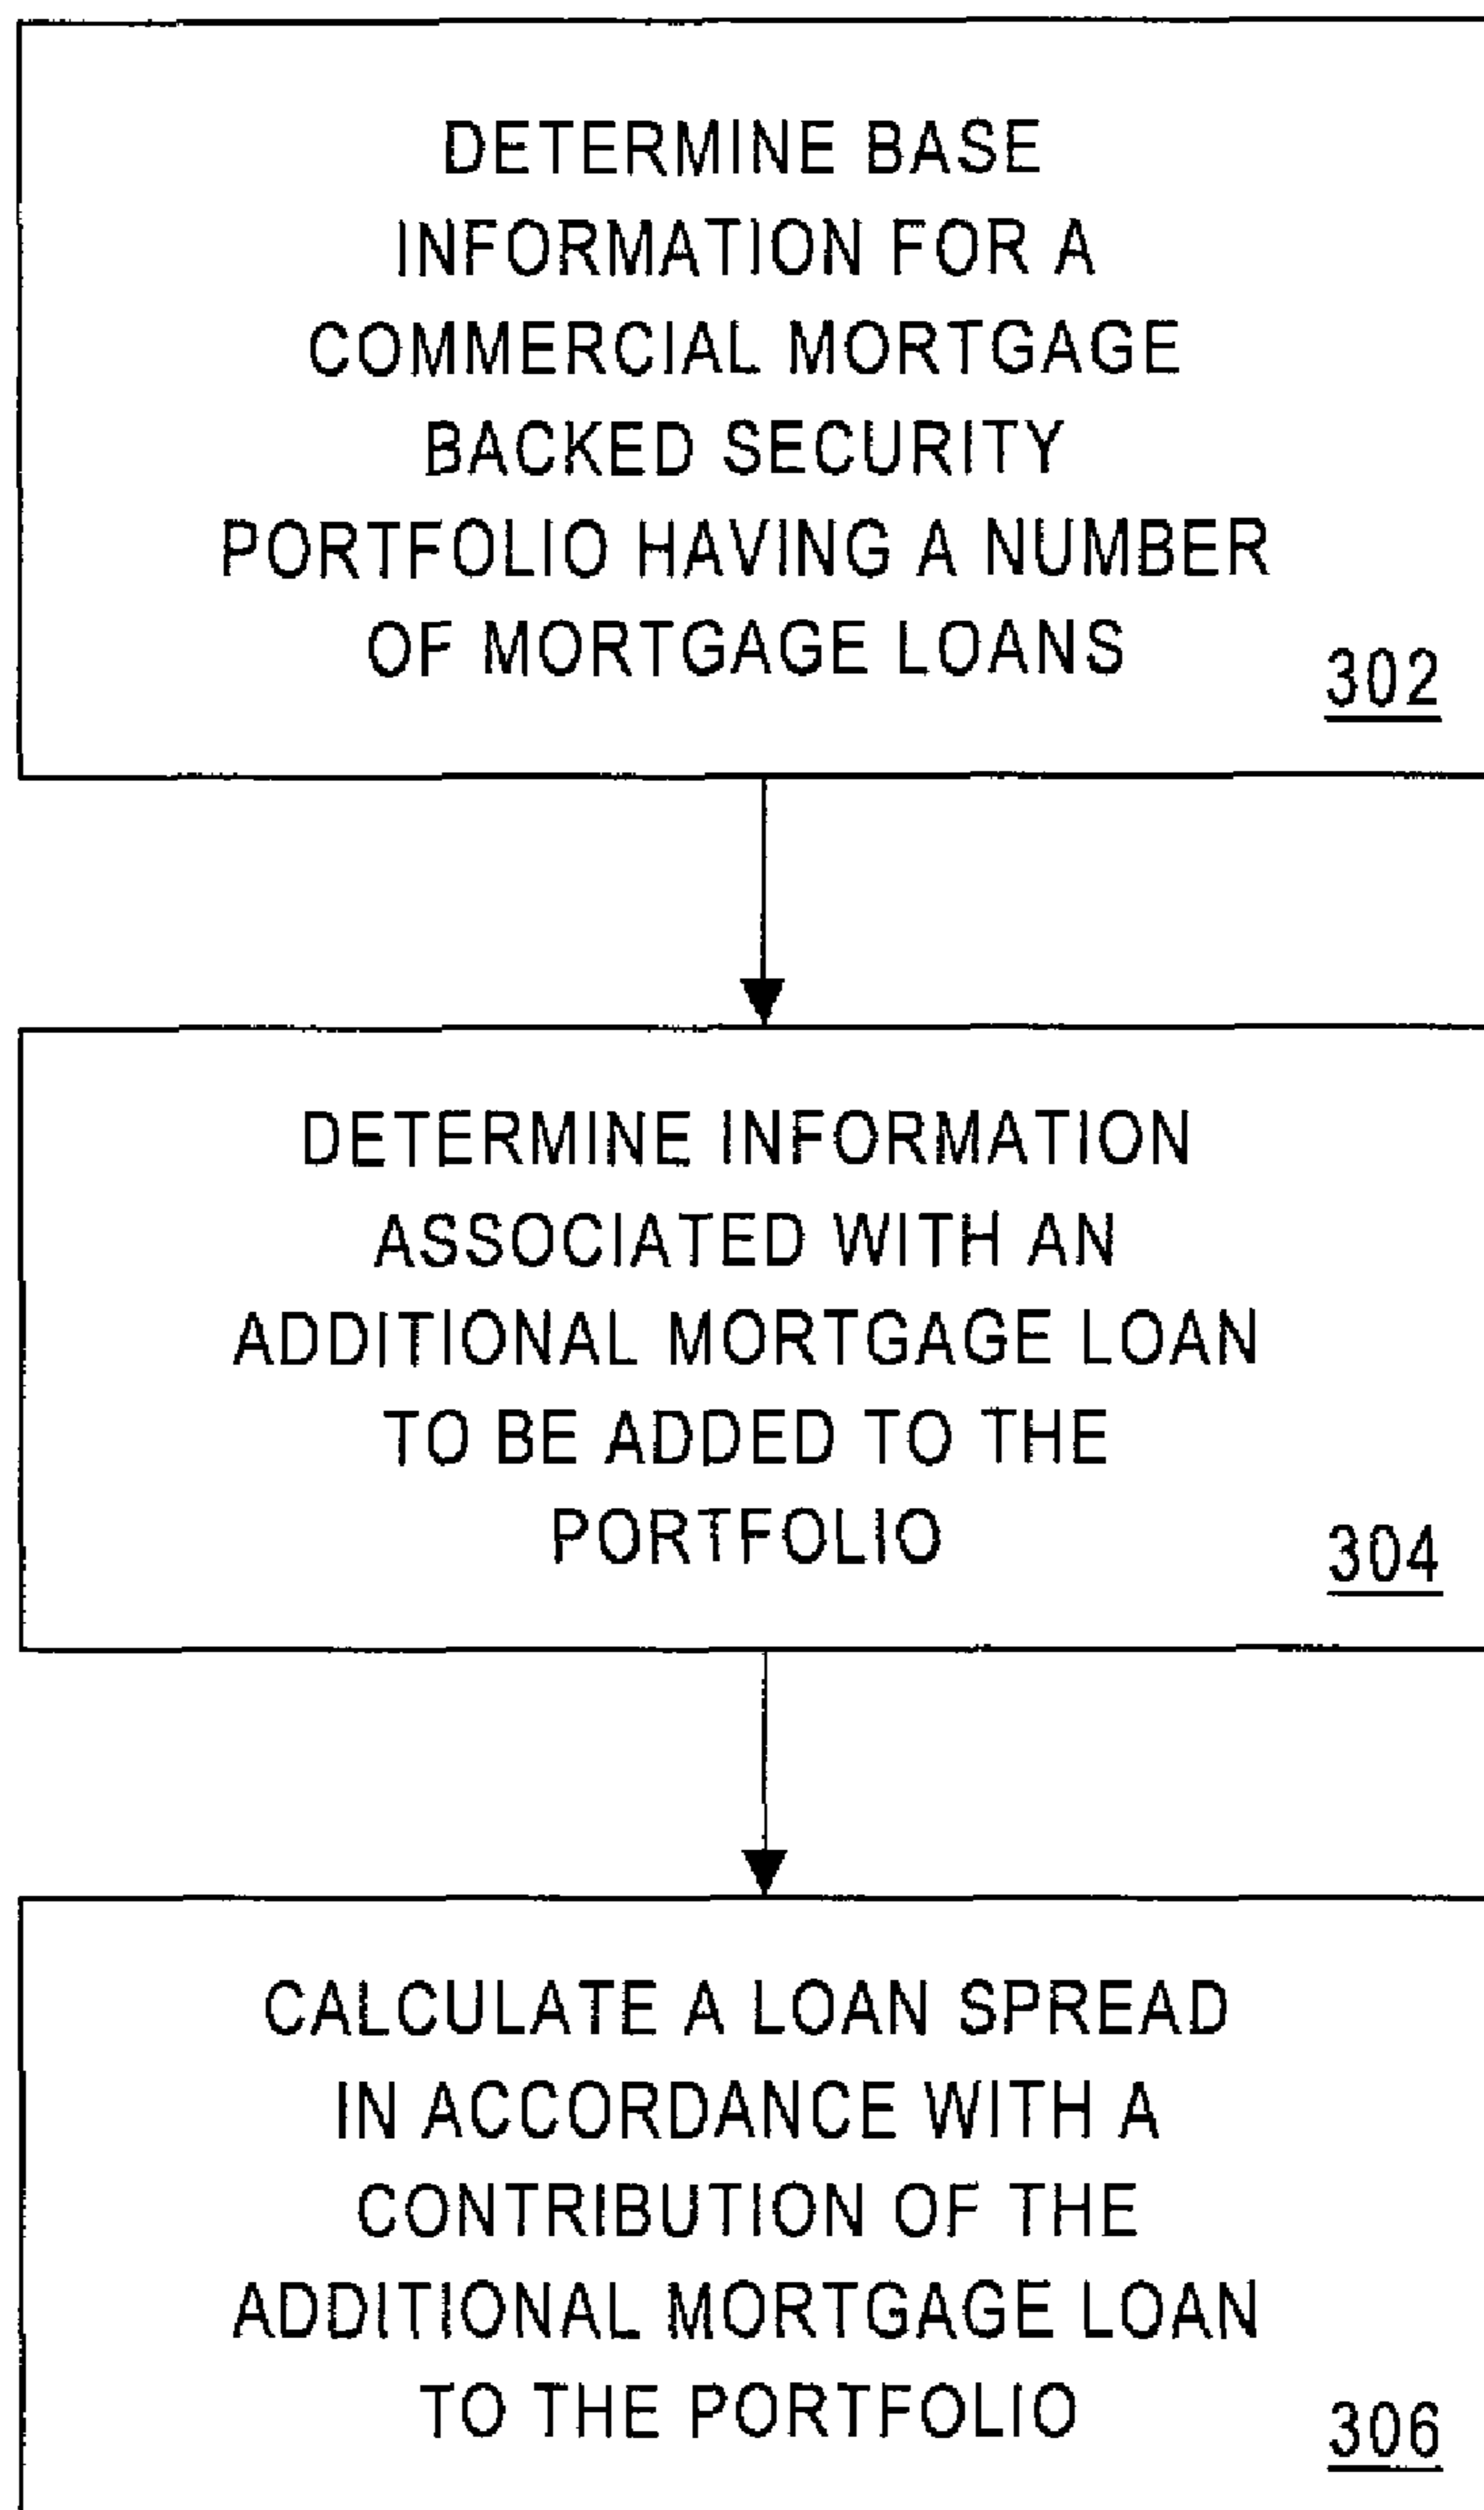 DETERMINE BASE
INFORMATION FOR A
COMMERCIAL MORTGAGE
BACKED SECURITY
PORTFOLIO HAVING A NUMBER
OF MORTGAGE LOANS
302
DETERMINE INFORMATION
ASSOCIATED WITH AN
ADDITIONAL MORTGAGE LOAN
TO BE ADDED TO THE
PORTFOLIO
304
CALCULATE A LOAN SPREAD
IN ACCORDANCE WITH A
CONTRIBUTION OF THE
ADDITIONAL MORTGAGE LOAN
TO THE PORTFOLIO
306